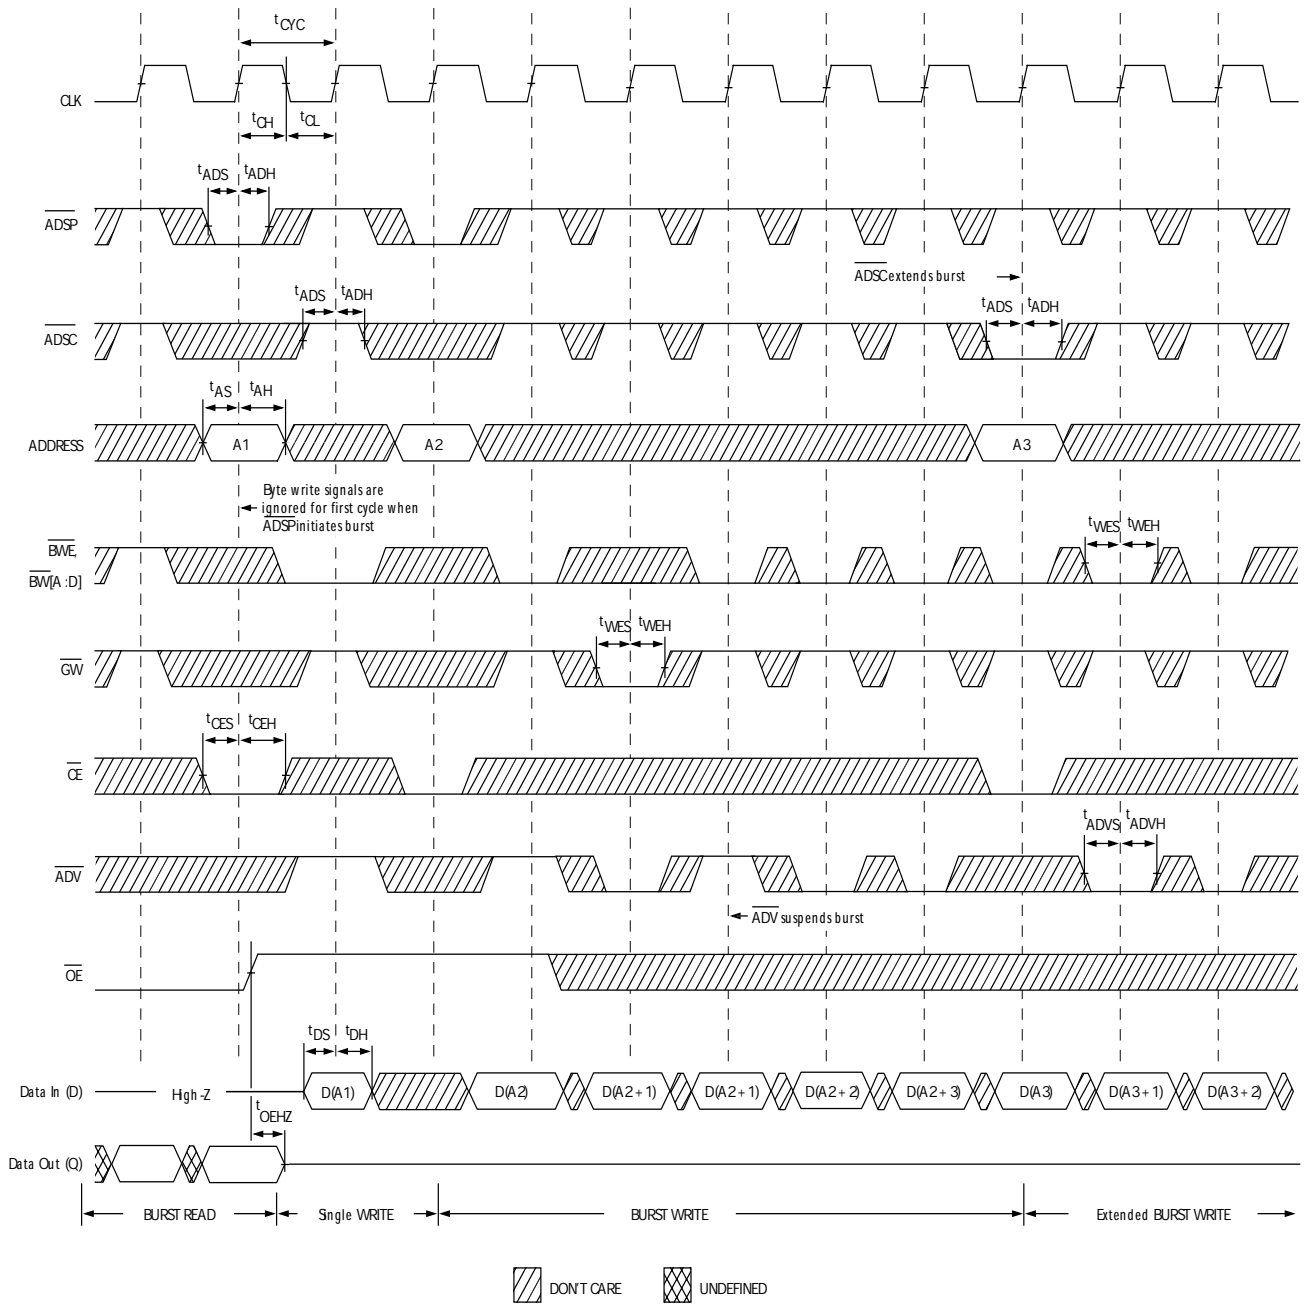 tCYC
CLK
tCH
tCL
tADS
tADH
ADSP
ADSC extends burst
tADS
tADH
tADS
tADH
ADSC
tAS
tAH
ADDRESS
A1
A2
A3
Byte write signals are
ignored for first cycle when
ADSP initiates burst
tWES
tWEH
BWE,
BW[A :D]
tWES
tWEH
GW
tCES
tCEH
CE
tADVS
tADVH
ADV
ADV suspends burst
OE
tDS
tDH
Data In (D)
High-Z
D(A1)
D(A2)
D(A2 + 1)
D(A2 + 1)
D(A2 + 2)
D(A2 + 3)
D(A3)
D(A3 + 1)
D(A3 + 2)
tOEHZ
Data Out (Q)
BURST READ
Single WRITE
BURST WRITE
Extended BURST WRITE
DON'T CARE
UNDEFINED